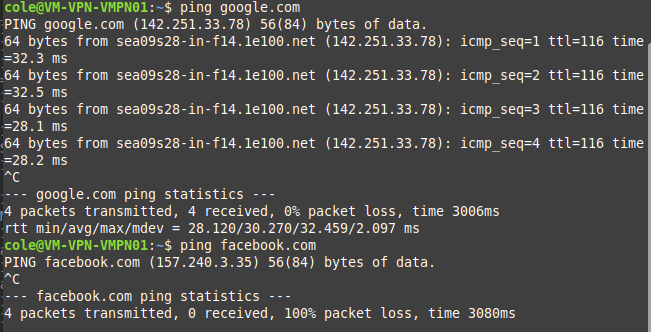 cole@VM-VPN-VMPN01:~$ ping google.com
PING google.com (142.251.33.78) 56(84) bytes of data.
64 bytes from sea09s28-in-f14.1e100.net (142.251.33.78): icmp_seq=1 ttl=116 time
=32.3 ms
64 bytes from sea09s28-in-f14.1e100.net (142.251.33.78): icmp_seq=2 ttl=116 time
=32.5 ms
64 bytes from sea09s28-in-f14.1e100.net (142.251.33.78): icmp_seq=3 ttl=116 time
=28.1 ms
64 bytes from sea09s28-in-f14.1e100.net (142.251.33.78): icmp_seq=4 ttl=116 time
=28.2 ms
^C
--- google.com ping statistics ---
4 packets transmitted, 4 received, 0% packet loss, time 3006ms
rtt min/avg/max/mdev = 28.120/30.270/32.459/2.097 ms
cole@VM-VPN-VMPN01:~$ ping facebook.com
PING facebook.com (157.240.3.35) 56(84) bytes of data.
^C
--- facebook.com ping statistics ---
4 packets transmitted, 0 received, 100% packet loss, time 3080ms